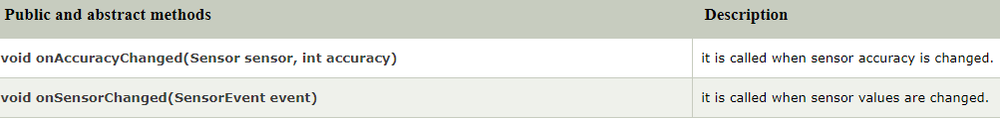 Public and abstract methods Description
void onAccuracyChanged(Sensor sensor, int accuracy) it is called when sensor accuracy is changed.
void onSensorChanged(SensorEvent event) it is called when sensor values are changed.